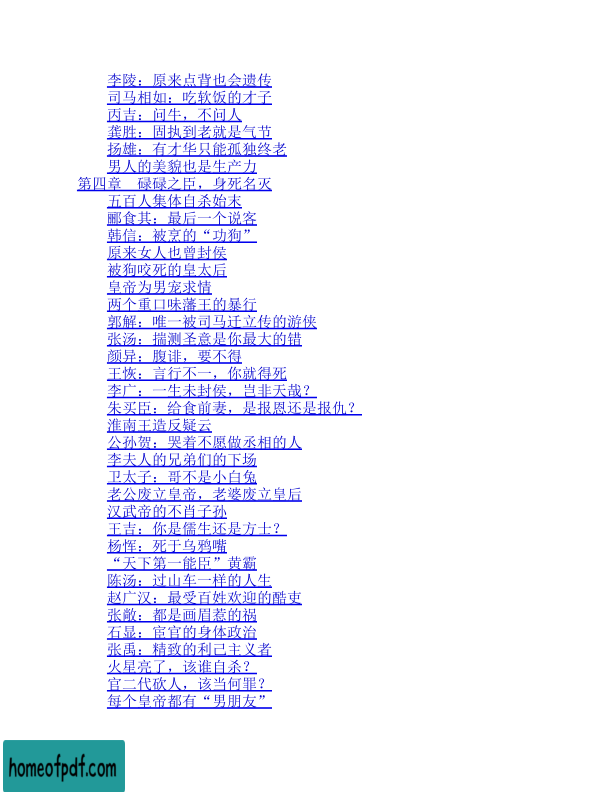 李陵：原来点背也会遗传
司马相如：吃软饭的才子
丙吉：问牛，不问人
龚胜：固执到老就是气节
扬雄：有才华只能孤独终老
男人的美貌也是生产力
第四章　碌碌之臣，身死名灭
五百人集体自杀始末
郦食其：最后一个说客
韩信：被烹的“功狗”
原来女人也曾封侯
被狗咬死的皇太后
皇帝为男宠求情
两个重口味藩王的暴行
郭解：唯一被司马迁立传的游侠
张汤：揣测圣意是你最大的错
颜异：腹诽，要不得
王恢：言行不一，你就得死
李广：一生未封侯，岂非天哉？
朱买臣：给食前妻，是报恩还是报仇？
淮南王造反疑云
公孙贺：哭着不愿做丞相的人
李夫人的兄弟们的下场
卫太子：哥不是小白兔
老公废立皇帝，老婆废立皇后
汉武帝的不肖子孙
王吉：你是儒生还是方士？
杨恽：死于乌鸦嘴
“天下第一能臣”黄霸
陈汤：过山车一样的人生
赵广汉：最受百姓欢迎的酷吏
张敞：都是画眉惹的祸
石显：宦官的身体政治
张禹：精致的利己主义者
火星亮了，该谁自杀？
官二代砍人，该当何罪？
每个皇帝都有“男朋友”
homeofpdf.com